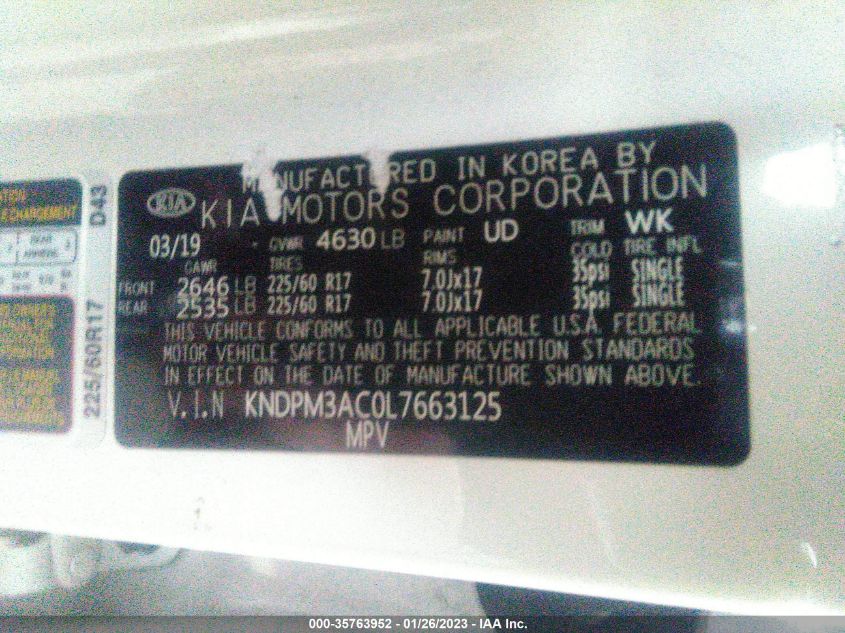 MANUFACTURED IN KOREA BY
KIA KIA MOTORS CORPORATION
03/19 GVWR 4630 LB PAINT UD TRIM WK
GAWR TIRES RIMS COLD TIRE INFL
FRONT 2646 LB 225/60 R17 7.0Jx17 35psi SINGLE
REAR 2535 LB 225/60 R17 7.0Jx17 35psi SINGLE
THIS VEHICLE CONFORMS TO ALL APPLICABLE U.S.A. FEDERAL
MOTOR VEHICLE SAFETY AND THEFT PREVENTION STANDARDS
IN EFFECT ON THE DATE OF MANUFACTURE SHOWN ABOVE.
V.I.N KNDPM3AC0L7663125
MPV
D43
225/60R17
REAR
000-35763952 - 01/26/2023 - IAA Inc.